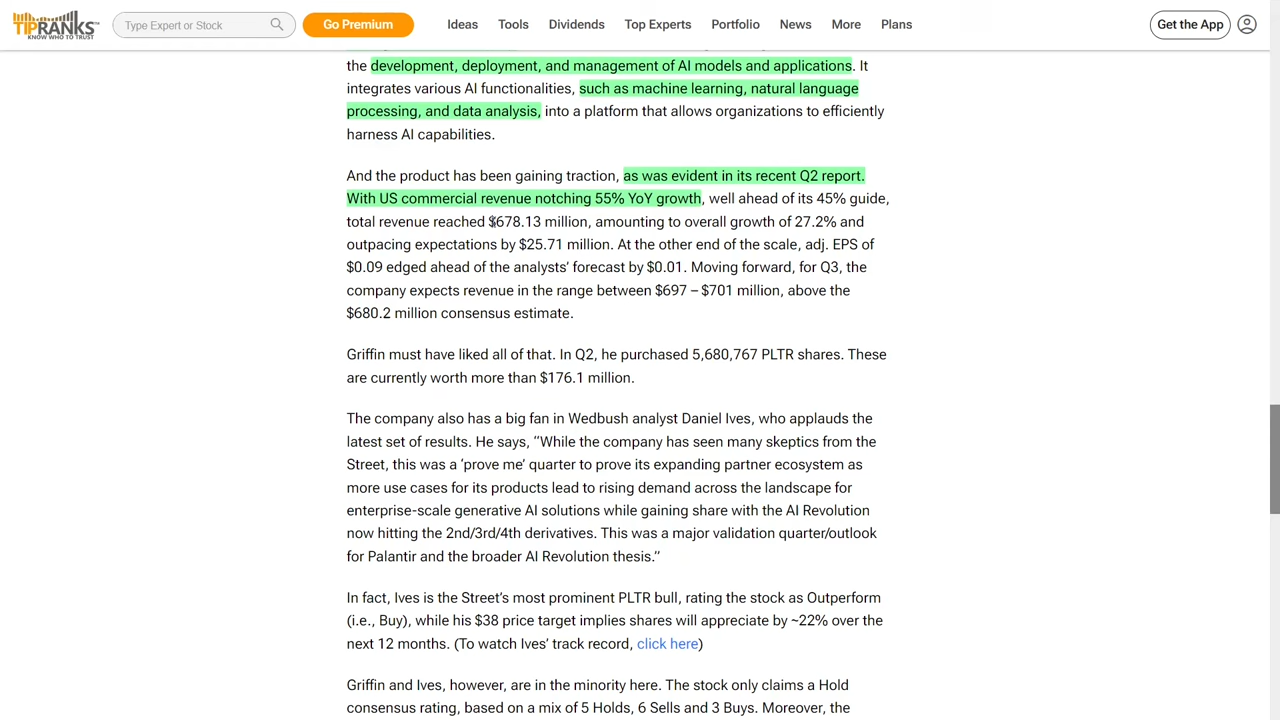 TIPRANKS
KNOW WHO TO TRUST
Type Expert or Stock
Go Premium
Ideas
Tools
Dividends
Top Experts
Portfolio
News
More
Plans
Get the App
the development, deployment, and management of AI models and applications. It
integrates various AI functionalities, such as machine learning, natural language
processing, and data analysis, into a platform that allows organizations to efficiently
harness AI capabilities.
And the product has been gaining traction, as was evident in its recent Q2 report.
With US commercial revenue notching 55% YoY growth, well ahead of its 45% guide,
total revenue reached $678.13 million, amounting to overall growth of 27.2% and
outpacing expectations by $25.71 million. At the other end of the scale, adj. EPS of
$0.09 edged ahead of the analysts’ forecast by $0.01. Moving forward, for Q3, the
company expects revenue in the range between $697 – $701 million, above the
$680.2 million consensus estimate.
Griffin must have liked all of that. In Q2, he purchased 5,680,767 PLTR shares. These
are currently worth more than $176.1 million.
The company also has a big fan in Wedbush analyst Daniel Ives, who applauds the
latest set of results. He says, “While the company has seen many skeptics from the
Street, this was a ‘prove me’ quarter to prove its expanding partner ecosystem as
more use cases for its products lead to rising demand across the landscape for
enterprise-scale generative AI solutions while gaining share with the AI Revolution
now hitting the 2nd/3rd/4th derivatives. This was a major validation quarter/outlook
for Palantir and the broader AI Revolution thesis.”
In fact, Ives is the Street’s most prominent PLTR bull, rating the stock as Outperform
(i.e., Buy), while his $38 price target implies shares will appreciate by ~22% over the
next 12 months. (To watch Ives’ track record, click here)
Griffin and Ives, however, are in the minority here. The stock only claims a Hold
consensus rating, based on a mix of 5 Holds, 6 Sells and 3 Buys. Moreover, the